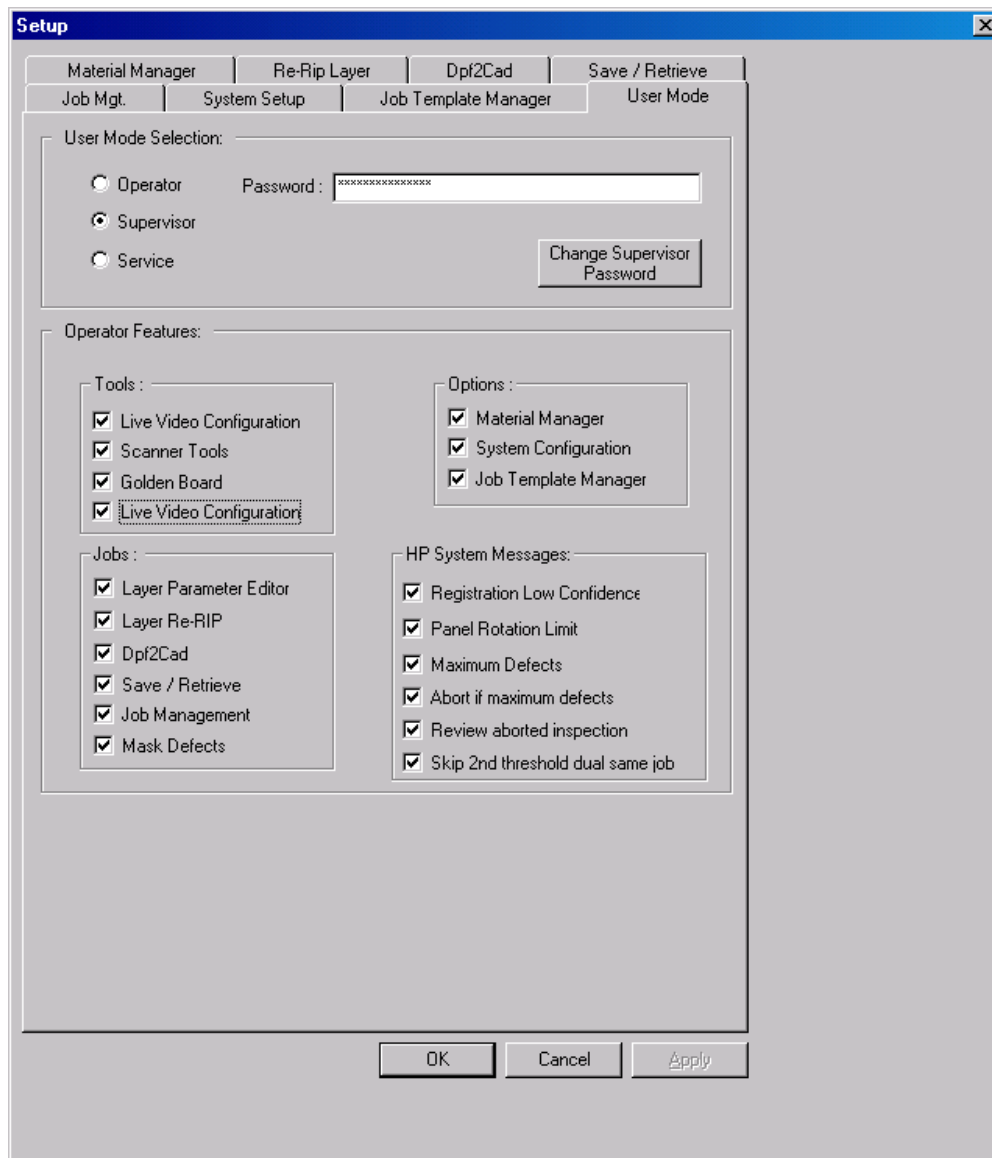 Setup
Material Manager Re-Rip Layer Dpf2Cad Save / Retrieve
Job Mgt. System Setup Job Template Manager User Mode
User Mode Selection:
Operator Password : ***************
Supervisor
Service
Change Supervisor
Password
Operator Features:
Tools :
Live Video Configuration
Scanner Tools
Golden Board
Live Video Configuration
Options :
Material Manager
System Configuration
Job Template Manager
Jobs :
Layer Parameter Editor
Layer Re-RIP
Dpf2Cad
Save / Retrieve
Job Management
Mask Defects
HP System Messages:
Registration Low Confidence
Panel Rotation Limit
Maximum Defects
Abort if maximum defects
Review aborted inspection
Skip 2nd threshold dual same job
OK Cancel Apply